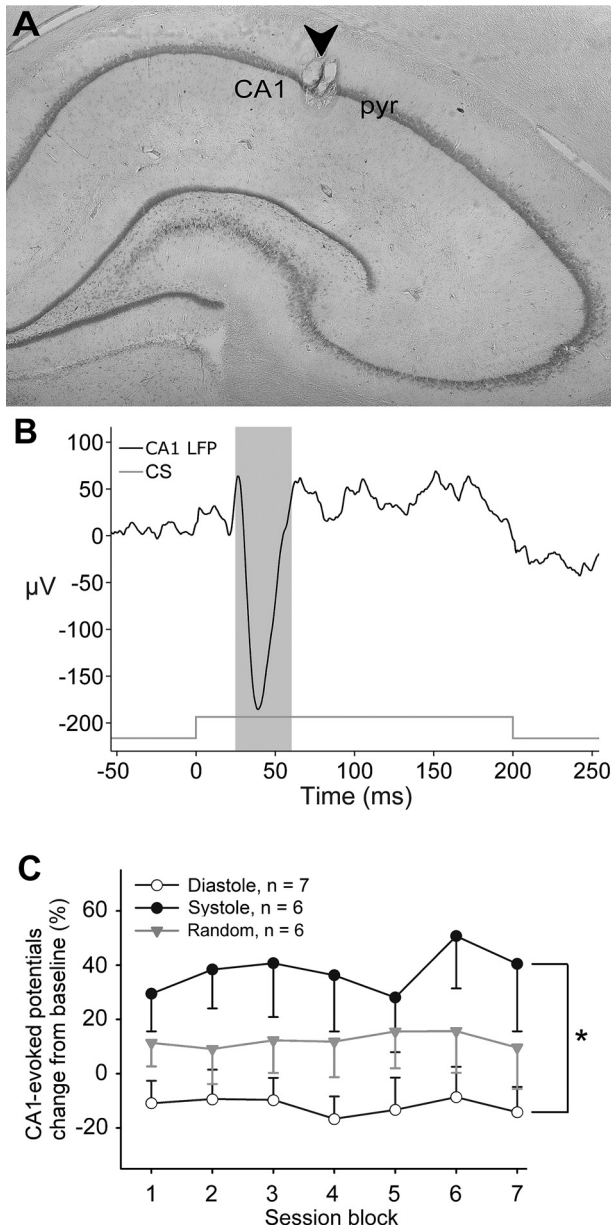 A
CA1
pyr
B
CA1 LFP
CS
100
50
0
-50
-100
-150
-200
µV
-50 0 50 100 150 200 250
Time (ms)
C
Diastole, n = 7
Systole, n = 6
Random, n = 6
60
40
20
0
-20
CA1-evoked potentials
change from baseline (%)
*
1 2 3 4 5 6 7
Session block